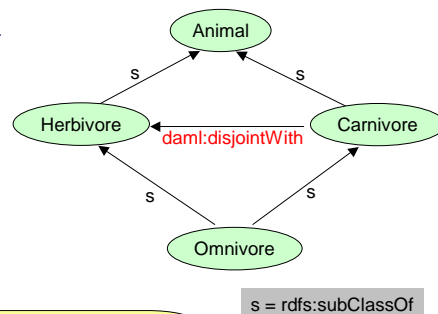 Animal
s
s
Herbivore
Carnivore
daml:disjointWith
s
s
Omnivore
s = rdfs:subClassOf